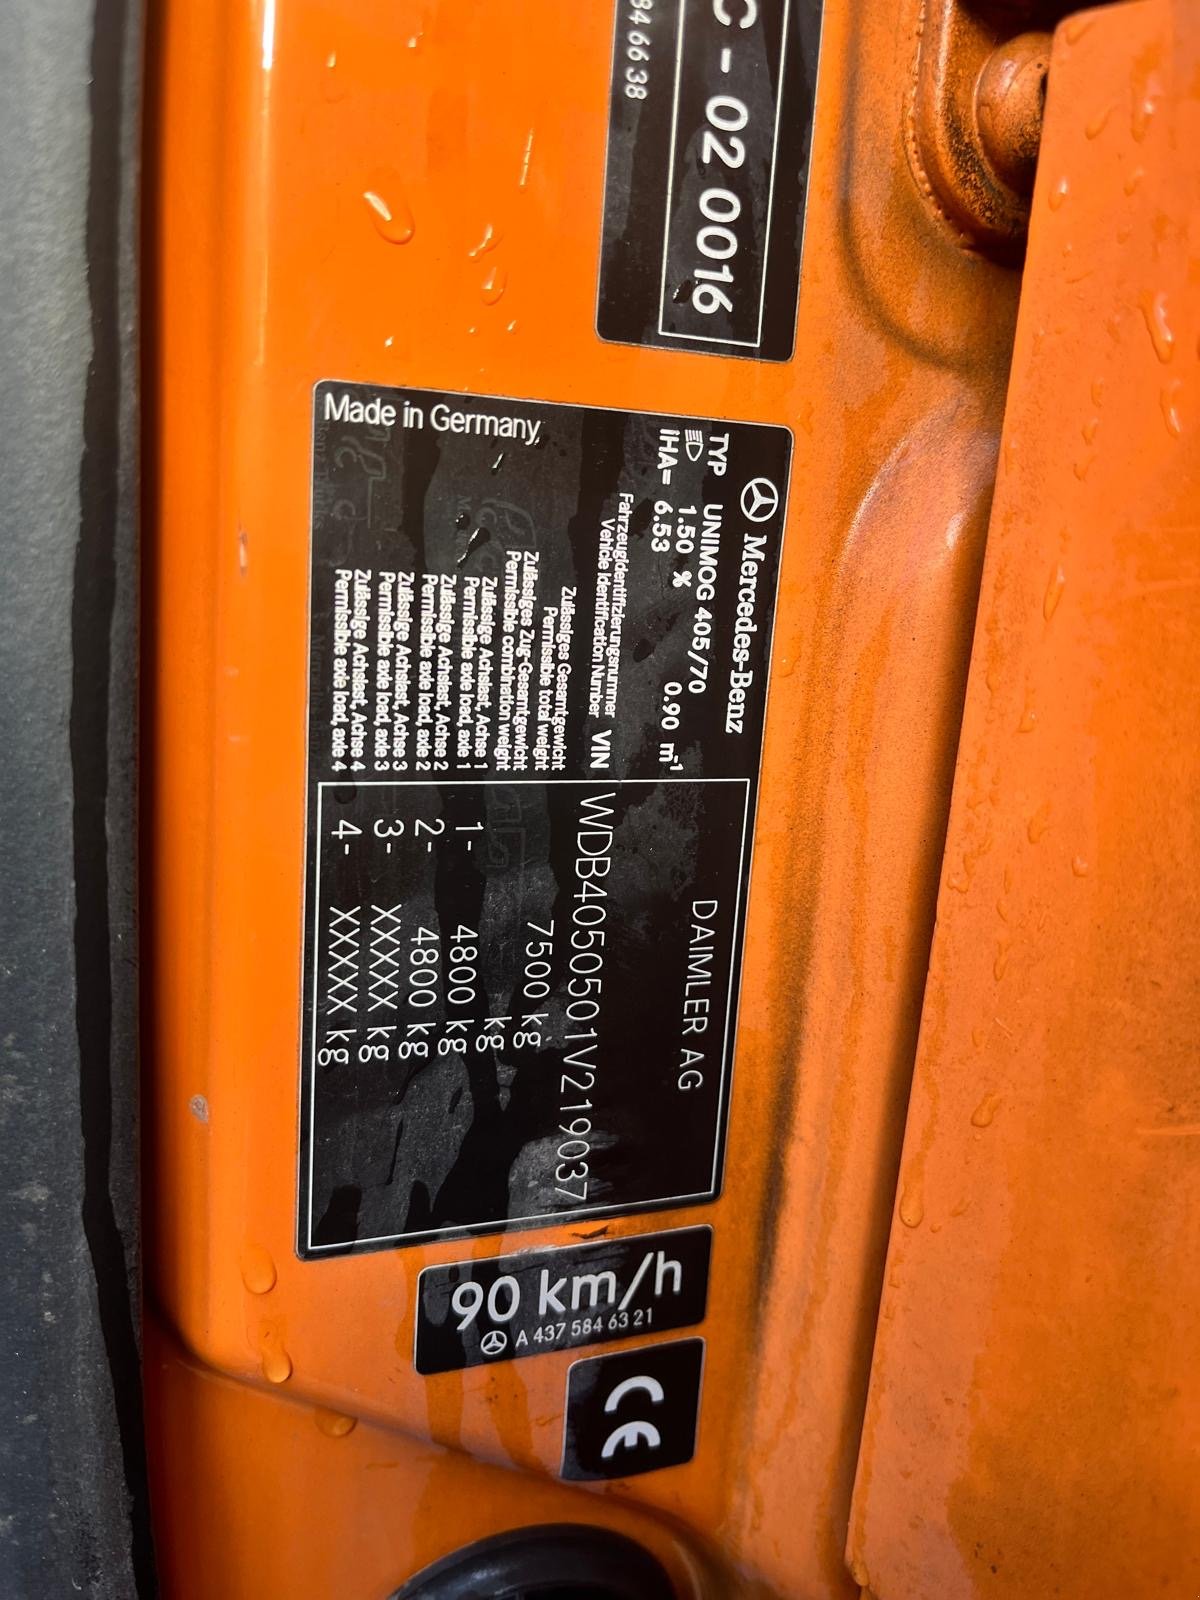 C - 02 0016
84 66 38
Mercedes-Benz
TYP UNIMOG 405/70
1.50 % 0.90 m-1
IHA= 6.53
DAIMLER AG
Fahrzeugidentifizierungsnummer
Vehicle Identification Number VIN WDB4050501V219037
Zulässiges Gesamtgewicht
Permissible total weight 7500 kg
Zulässiges Zug-Gesamtgewicht
Permissible combination weight kg
Zulässige Achslast, Achse 1
Permissible axle load, axle 1 1- 4800 kg
Zulässige Achslast, Achse 2
Permissible axle load, axle 2 2- 4800 kg
Zulässige Achslast, Achse 3
Permissible axle load, axle 3 3- XXXXX kg
Zulässige Achslast, Achse 4
Permissible axle load, axle 4 4- XXXXX kg
Made in Germany
90 km/h
A 437 584 63 21
CE